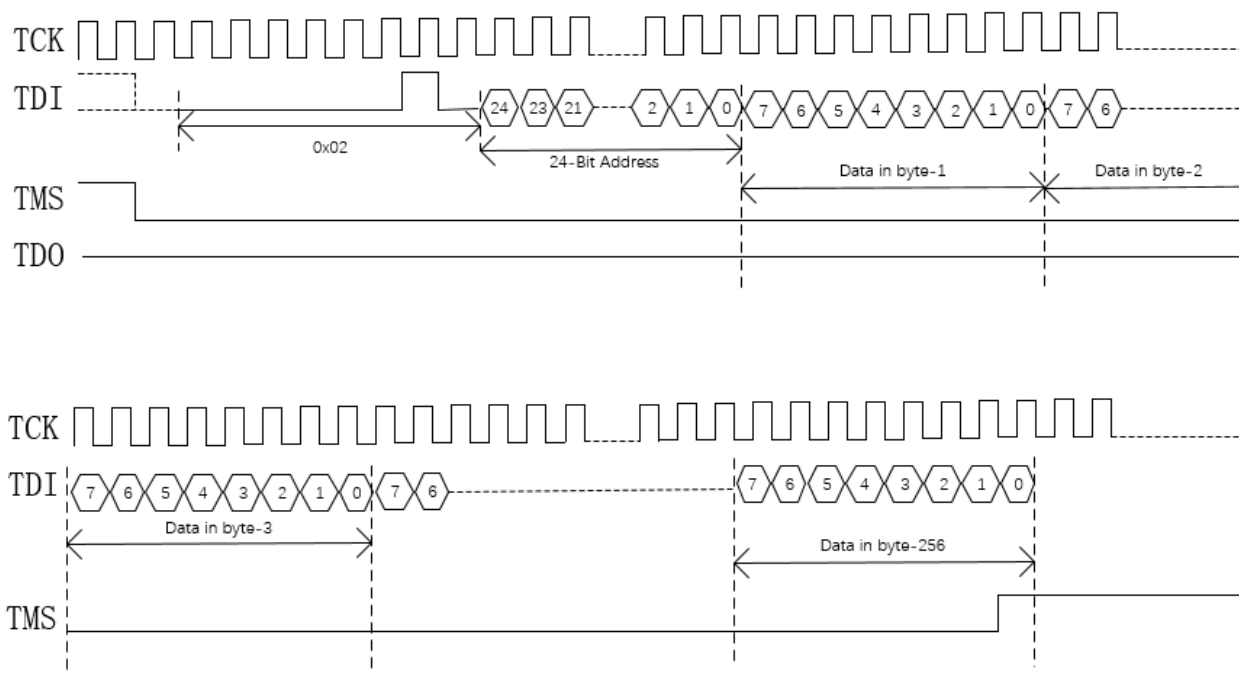 TCK
TDI 24 23 21 2 1 0 7 6 5 4 3 2 1 0 7 6
0x02
24-Bit Address
Data in byte-1 Data in byte-2
TMS
TDO
TCK
TDI 7 6 5 4 3 2 1 0 7 6 7 6 5 4 3 2 1 0
Data in byte-3
Data in byte-256
TMS